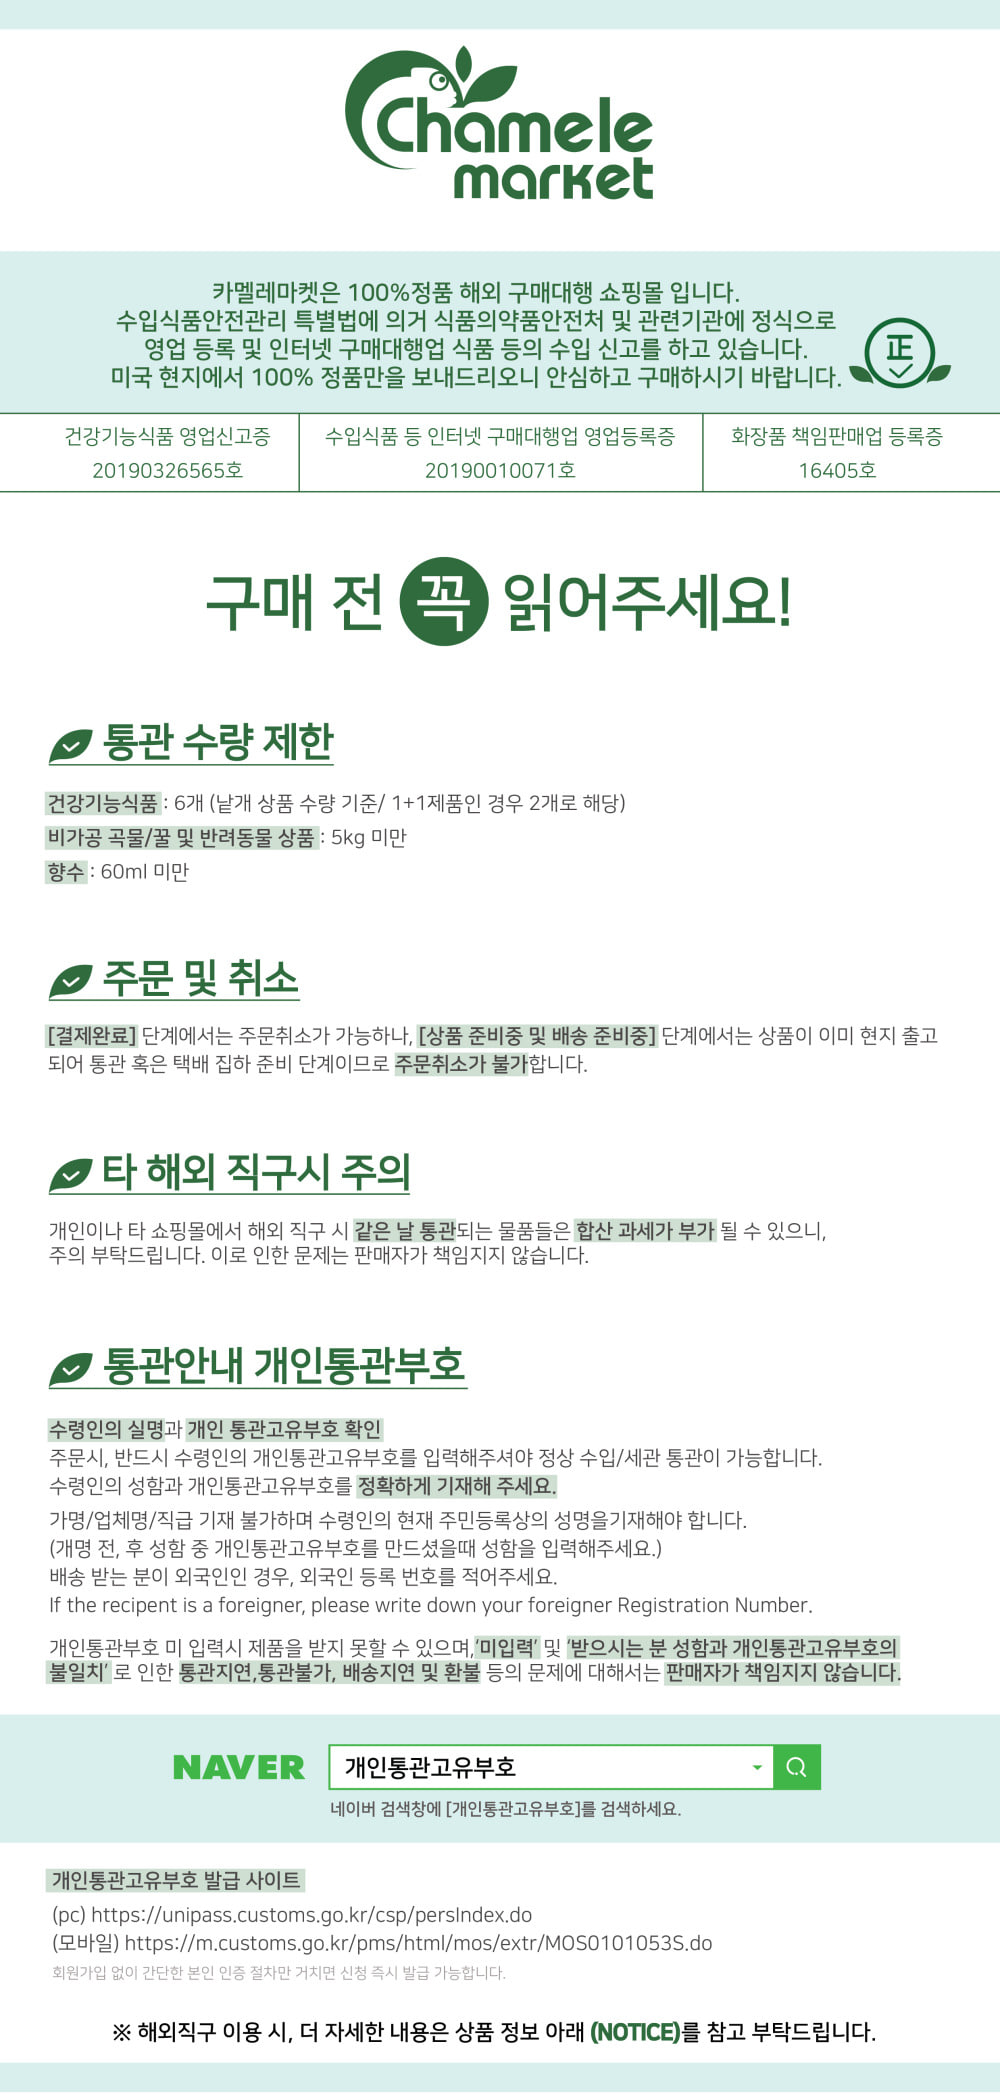 Chamele
market
카멜레마켓은 100%정품 해외 구매대행 쇼핑몰 입니다.
수입식품안전관리 특별법에 의거 식품의약품안전처 및 관련기관에 정식으로
영업 등록 및 인터넷 구매대행업 식품 등의 수입 신고를 하고 있습니다.
미국 현지에서 100% 정품만을 보내드리오니 안심하고 구매하시기 바랍니다.
正
건강기능식품 영업신고증
20190326565호
수입식품 등 인터넷 구매대행업 영업등록증
20190010071호
화장품 책임판매업 등록증
16405호
구매 전 꼭 읽어주세요!
통관 수량 제한
건강기능식품 : 6개 (낱개 상품 수량 기준/ 1+1제품인 경우 2개로 해당)
비가공 곡물/꿀 및 반려동물 상품 : 5kg 미만
향수 : 60ml 미만
주문 및 취소
[결제완료] 단계에서는 주문취소가 가능하나, [상품 준비중 및 배송 준비중] 단계에서는 상품이 이미 현지 출고
되어 통관 혹은 택배 집하 준비 단계이므로 주문취소가 불가합니다.
타 해외 직구시 주의
개인이나 타 쇼핑몰에서 해외 직구 시 같은 날 통관되는 물품들은 합산 과세가 부가 될 수 있으니,
주의 부탁드립니다. 이로 인한 문제는 판매자가 책임지지 않습니다.
통관안내 개인통관부호
수령인의 실명과 개인 통관고유부호 확인
주문시, 반드시 수령인의 개인통관고유부호를 입력해주셔야 정상 수입/세관 통관이 가능합니다.
수령인의 성함과 개인통관고유부호를 정확하게 기재해 주세요.
가명/업체명/직급 기재 불가하며 수령인의 현재 주민등록상의 성명을기재해야 합니다.
(개명 전, 후 성함 중 개인통관고유부호를 만드셨을때 성함을 입력해주세요.)
배송 받는 분이 외국인인 경우, 외국인 등록 번호를 적어주세요.
If the recipent is a foreigner, please write down your foreigner Registration Number.
개인통관부호 미 입력시 제품을 받지 못할 수 있으며,‘미입력’ 및 ‘받으시는 분 성함과 개인통관고유부호의
불일치’ 로 인한 통관지연,통관불가, 배송지연 및 환불 등의 문제에 대해서는 판매자가 책임지지 않습니다.
NAVER 개인통관고유부호
네이버 검색창에 [개인통관고유부호]를 검색하세요.
개인통관고유부호 발급 사이트
(pc) https://unipass.customs.go.kr/csp/persIndex.do
(모바일) https://m.customs.go.kr/pms/html/mos/extr/MOS0101053S.do
회원가입 없이 간단한 본인 인증 절차만 거치면 신청 즉시 발급 가능합니다.
※ 해외직구 이용 시, 더 자세한 내용은 상품 정보 아래 (NOTICE)를 참고 부탁드립니다.